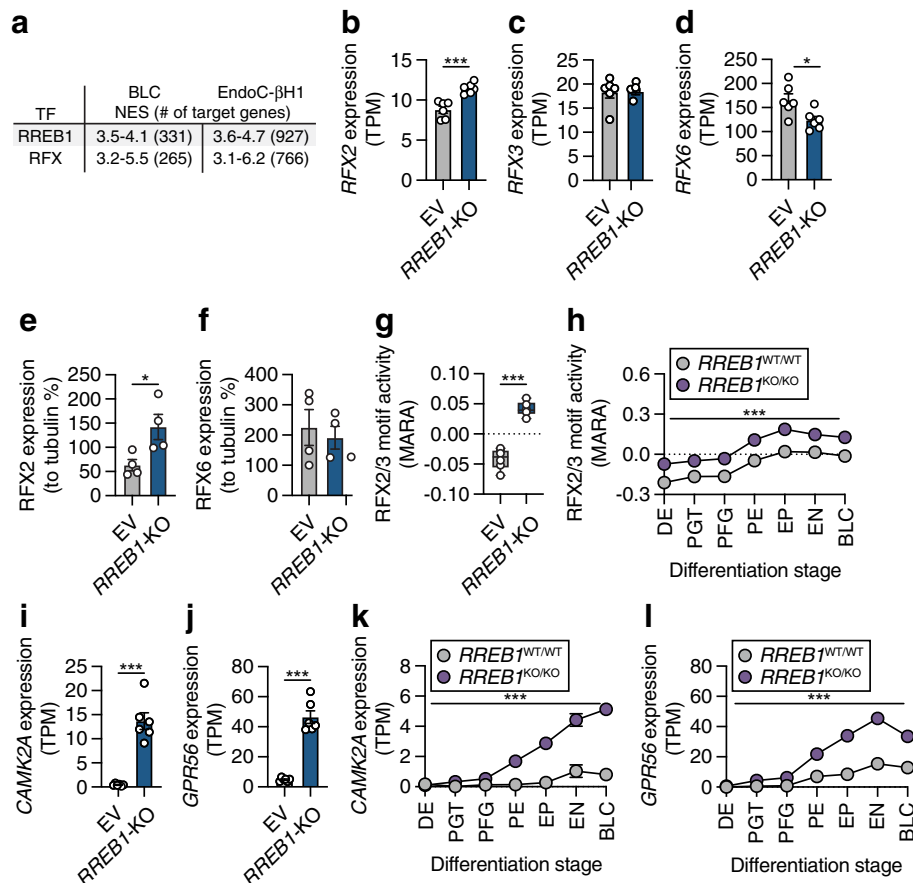 a
BLC EndoC-βH1
TF NES (# of target genes)
RREB1 3.5-4.1 (331) 3.6-4.7 (927)
RFX 3.2-5.5 (265) 3.1-6.2 (766)
b
RFX2 expression
(TPM)
15
10
5
0
***
EV
RREB1-KO
c
RFX3 expression
(TPM)
25
20
15
10
5
0
EV
RREB1-KO
d
RFX6 expression
(TPM)
250
200
150
100
50
0
*
EV
RREB1-KO
e
RFX2 expression
(to tubulin %)
250
200
150
100
50
0
*
EV
RREB1-KO
f
RFX6 expression
(to tubulin %)
400
300
200
100
0
EV
RREB1-KO
g
RFX2/3 motif activity
(MARA)
0.10
0.05
0.00
-0.05
-0.10
***
EV
RREB1-KO
h
RREB1WT/WT
RREB1KO/KO
RFX2/3 motif activity
(MARA)
0.6
0.3
0.0
-0.3
***
DE PGT PFG PE EP EN BLC
Differentiation stage
i
CAMK2A expression
(TPM)
25
20
15
10
5
0
***
EV
RREB1-KO
j
GPR56 expression
(TPM)
80
60
40
20
0
***
EV
RREB1-KO
k
RREB1WT/WT
RREB1KO/KO
CAMK2A expression
(TPM)
6
4
2
0
***
DE PGT PFG PE EP EN BLC
Differentiation stage
l
RREB1WT/WT
RREB1KO/KO
GPR56 expression
(TPM)
80
60
40
20
0
***
DE PGT PFG PE EP EN BLC
Differentiation stage